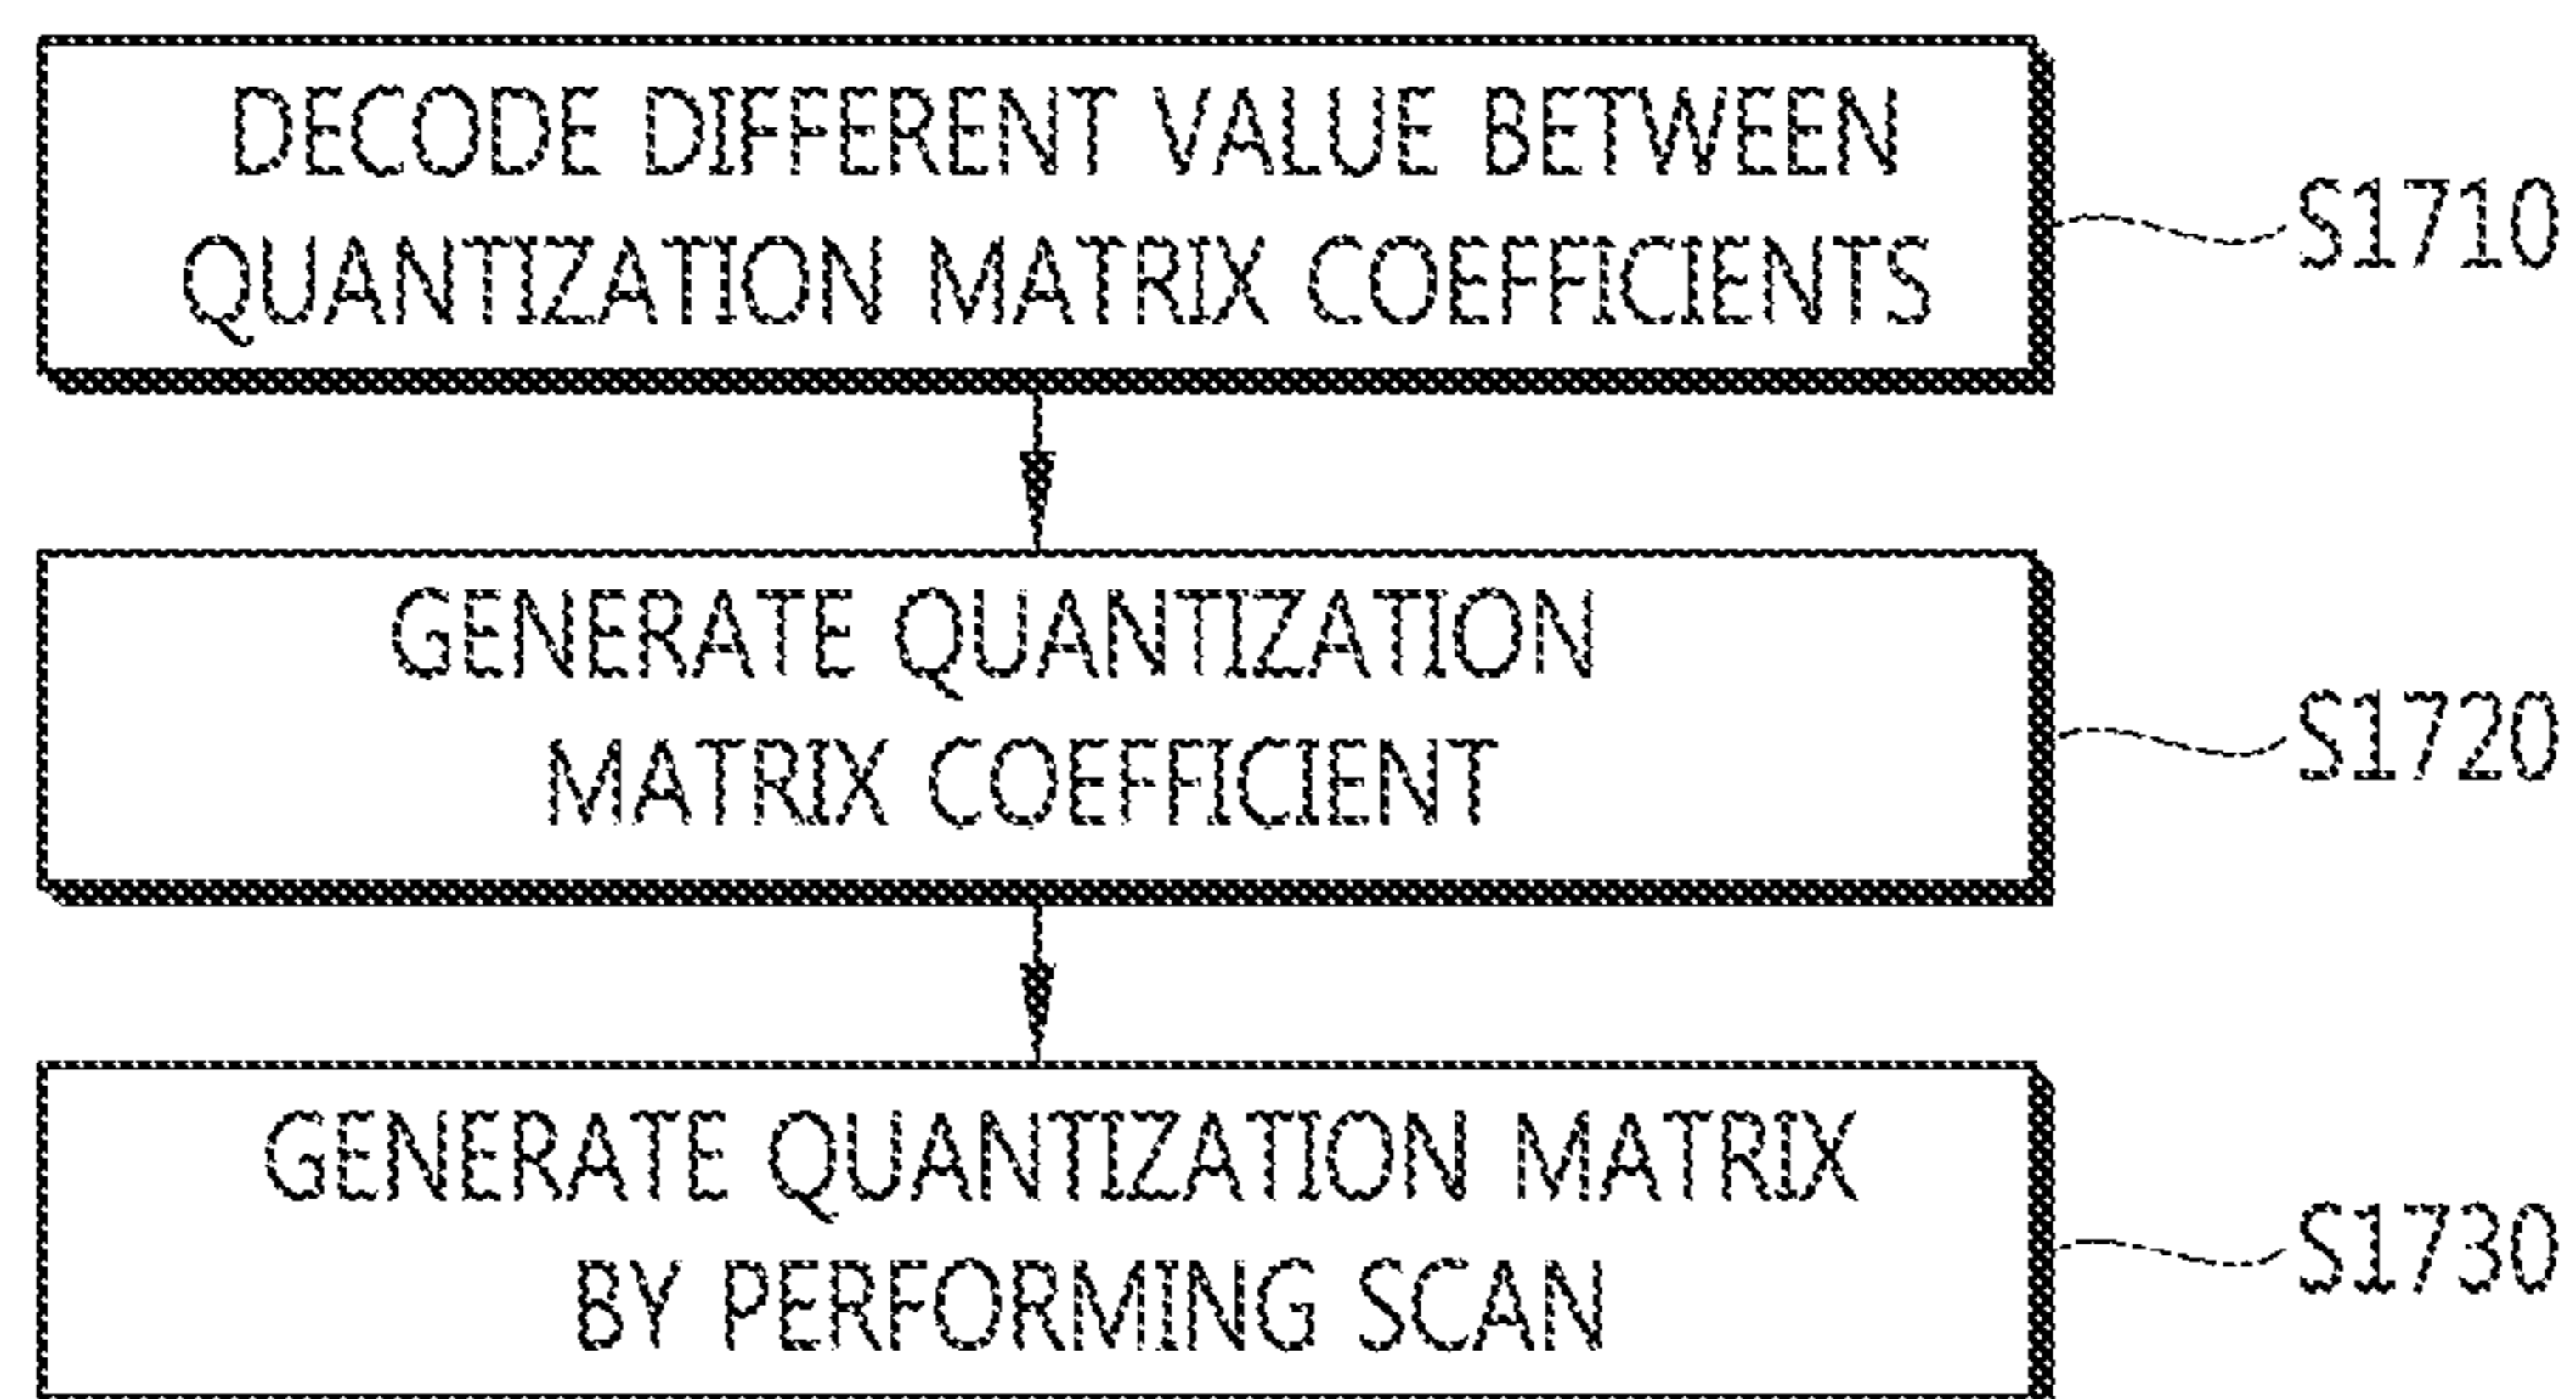 DECODE DIFFERENT VALUE BETWEEN
QUANTIZATION MATRIX COEFFICIENTS
S1710
GENERATE QUANTIZATION
MATRIX COEFFICIENT
S1720
GENERATE QUANTIZATION MATRIX
BY PERFORMING SCAN
S1730